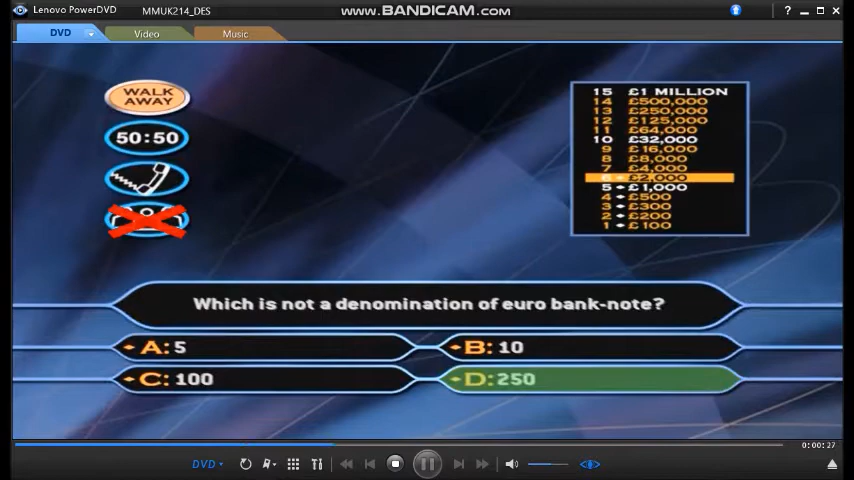 Lenovo PowerDVD
MMUK214_DES
www.BANDICAM.com
DVD
Video
Music
WALK
AWAY
50:50
15 £1 MILLION
14 £500,000
13 £250,000
12 £125,000
11 £64,000
10 £32,000
9 £16,000
8 £8,000
7 £4,000
6 £2,000
5 £1,000
4 £500
3 £300
2 £200
1 £100
Which is not a denomination of euro bank-note?
A: 5
B: 10
C: 100
D: 250
DVD
0:00:27